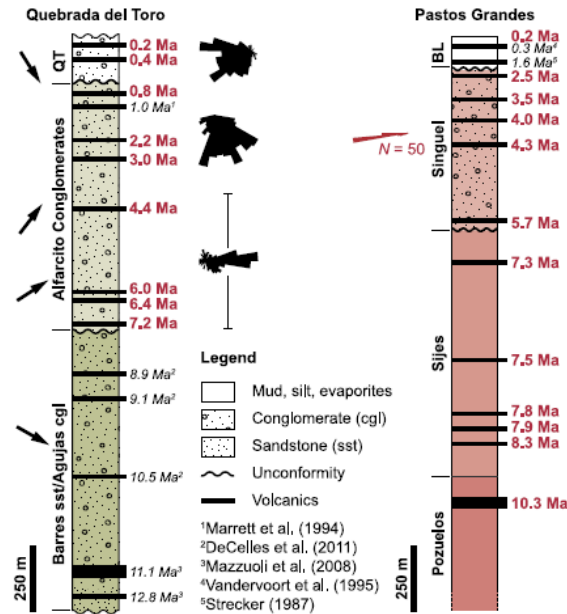 Quebrada del Toro
QT
0.2 Ma
0.4 Ma
Alfarcito Conglomerates
0.8 Ma
1.0 Ma¹
2.2 Ma
3.0 Ma
4.4 Ma
6.0 Ma
6.4 Ma
7.2 Ma
Barres sst/Agujas cgl
8.9 Ma²
9.1 Ma²
10.5 Ma²
11.1 Ma³
12.8 Ma³
250 m
Legend
Mud, silt, evaporites
Conglomerate (cgl)
Sandstone (sst)
Unconformity
Volcanics
¹Marrett et al. (1994)
²DeCelles et al. (2011)
³Mazzuoli et al. (2008)
⁴Vandervoort et al. (1995)
⁵Strecker (1987)
N = 50
Pastos Grandes
BL
0.2 Ma
0.3 Ma⁴
1.6 Ma⁵
Singuel
2.5 Ma
3.5 Ma
4.0 Ma
4.3 Ma
5.7 Ma
Sijes
7.3 Ma
7.5 Ma
7.8 Ma
7.9 Ma
8.3 Ma
Pozuelos
10.3 Ma
250 m